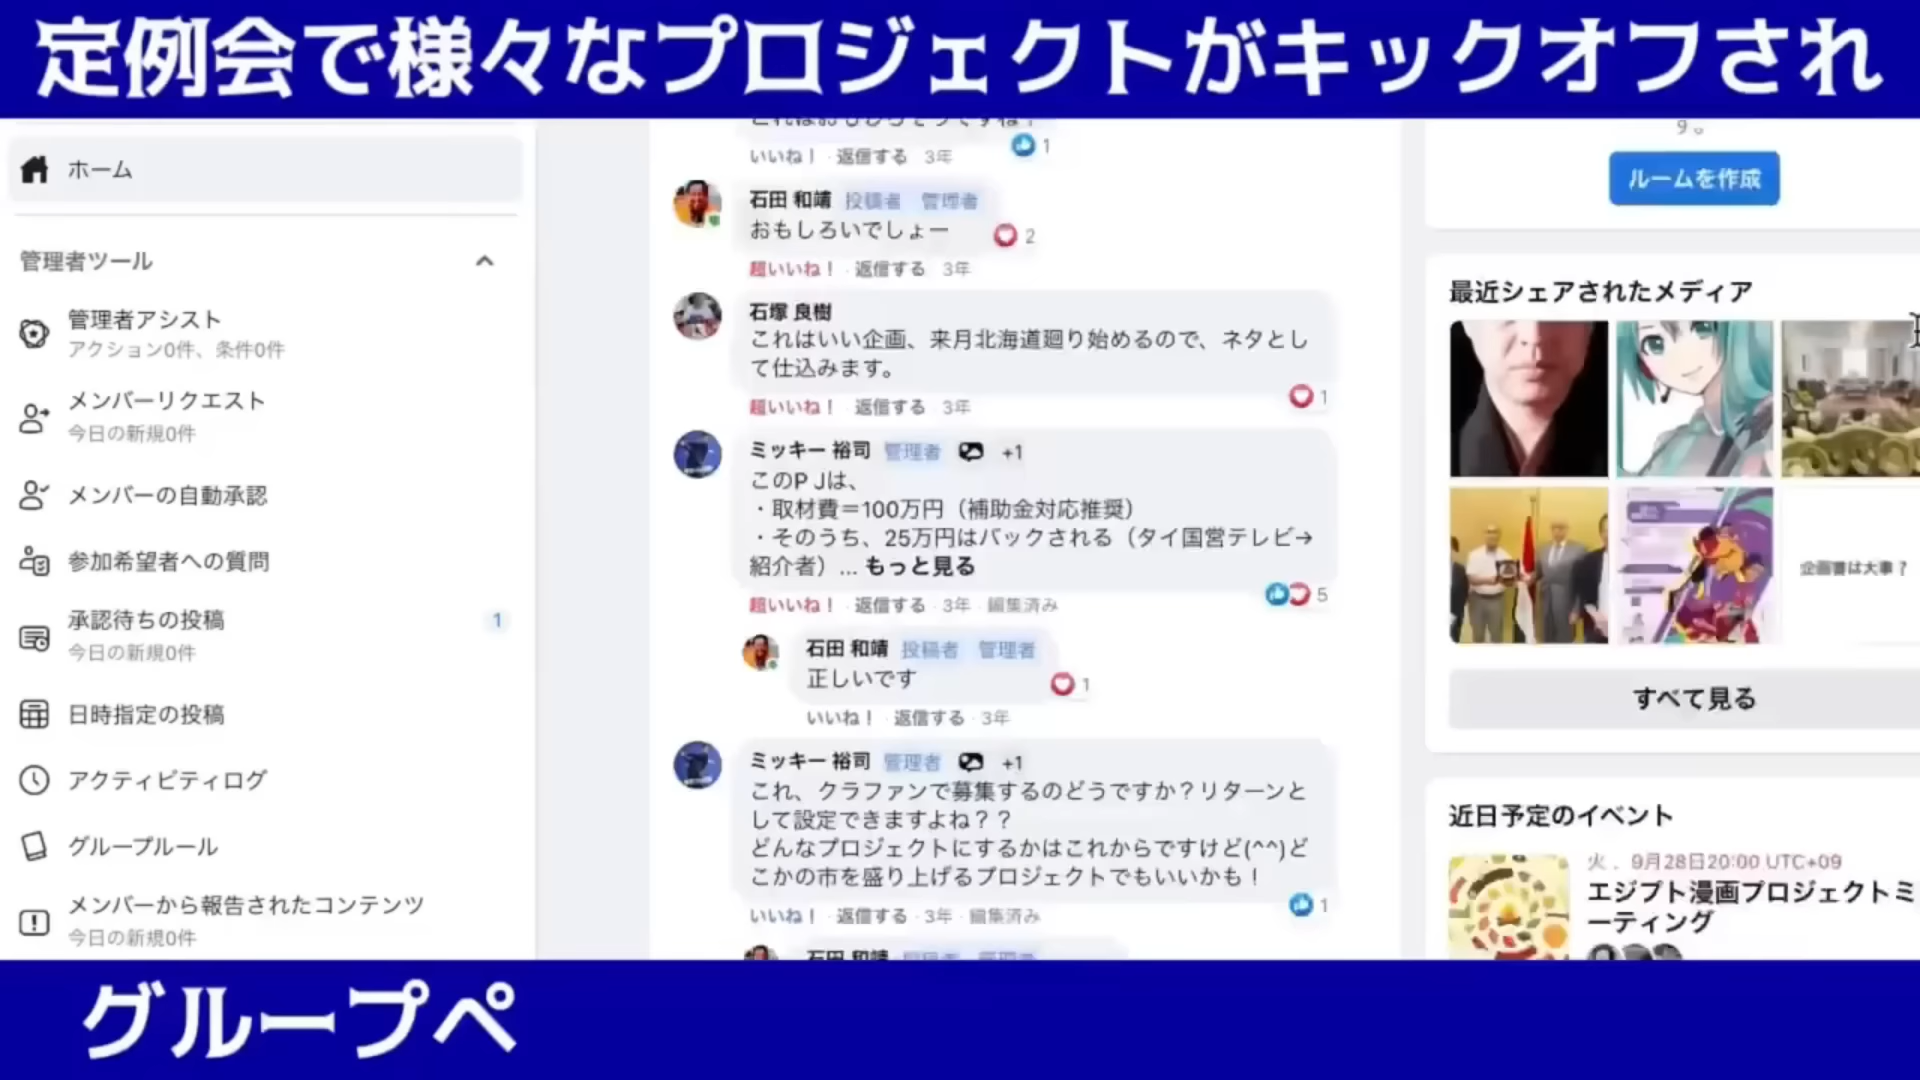 定例会で様々なプロジェクトがキックオフされ
ホーム
管理者ツール
管理者アシスト
アクション0件、条件0件
メンバーリクエスト
今日の新規0件
メンバーの自動承認
参加希望者への質問
承認待ちの投稿
1
今日の新規0件
日時指定の投稿
アクティビティログ
グループルール
メンバーから報告されたコンテンツ
今日の新規0件
1
いいね！ · 返信する 3年
石田 和靖 投稿者 管理者
おもしろいでしょー
2
超いいね！ · 返信する 3年
石塚 良樹
これはいい企画、来月北海道廻り始めるので、ネタとし
て仕込みます。
1
超いいね！ · 返信する · 3年
ミッキー 裕司 管理者 +1
このP Jは、
・取材費＝100万円（補助金対応推奨）
・そのうち、25万円はバックされる（タイ国営テレビ→
紹介者）... もっと見る
5
超いいね！ · 返信する · 3年 · 編集済み
石田 和靖 投稿者 管理者
正しいです
1
いいね！ · 返信する · 3年
ミッキー 裕司 管理者 +1
これ、クラファンで募集するのどうですか？リターンと
して設定できますよね？？
どんなプロジェクトにするかはこれからですけど(^^)ど
こかの市を盛り上げるプロジェクトでもいいかも！
1
いいね！ · 返信する · 3年 · 編集済み
石田 和靖 投稿者 管理者
ルームを作成
最近シェアされたメディア
企画書は大事？
すべて見る
近日予定のイベント
火、9月28日20:00 UTC+09
エジプト漫画プロジェクトミ
ーティング
グループペ